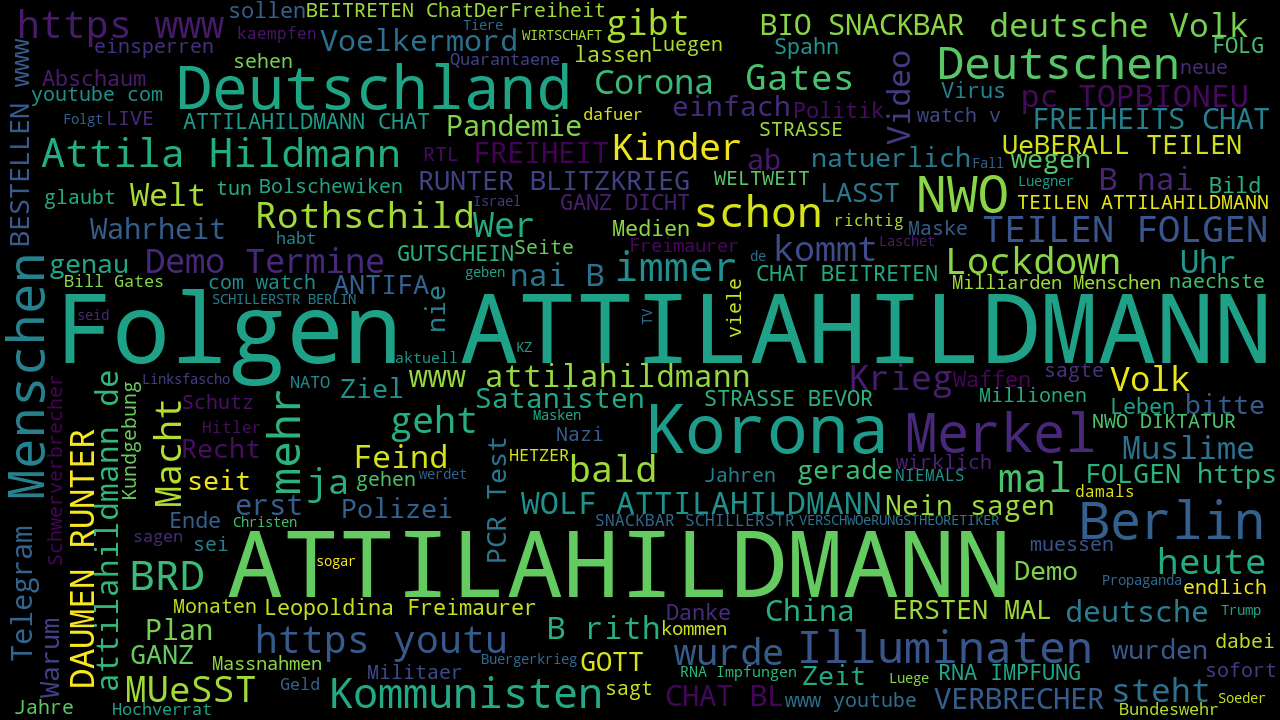 https www
sollen
BEITRETEN ChatDerFreiheit
gibt
BIO SNACKBAR
deutsche Volk
einsperren
kaempfen
Voelkermord
Tiere
WIRTSCHAFT
lassen
Luegen
Spahn
FOLG
BESTELLEN www
sehen
Quarantaene
Deutschen
neue
Abschaum
Deutschland
Corona
Gates
Video
Virus
youtube com
pc TOPBIONEU
Folgt
LIVE
ATTILAHILDMANN CHAT
Pandemie
dafuer
einfach
Politik
watch v
FREIHEITS CHAT
STRASSE
Attila Hildmann
RTL
FREIHEIT
Kinder
ab
natuerlich
Fall
UeBERALL TEILEN
wegen
glaubt
Welt
tun
Bolschewiken
RUNTER BLITZKRIEG
WELTWEIT
LASST
NWO
Luegner
B nai
Bild
Israel
GANZ DICHT
schon
TEILEN ATTILAHILDMANN
Wahrheit
Rothschild
Wer
Medien
richtig
Maske
TEILEN FOLGEN
habt
GUTSCHEIN
Seite
Freimaurer
de
kommt
Laschet
genau
Demo Termine
geben
nai B
immer
CHAT BEITRETEN
Lockdown
Uhr
Bill Gates
com watch
ANTIFA
Milliarden Menschen
naechste
Menschen
SCHILLERSTR BERLIN
nie
viele
seid
Folgen ATTILAHILDMANN
TV
KZ
aktuell
Linksfascho
NATO
Ziel
www attilahildmann
Krieg
Waffen
sagte
Volk
Schwerverbrecher
attilahildmann de
Kundgebung
Macht
Schutz
mehr
Satanisten
STRASSE BEVOR
Millionen
Leben
bitte
Hitler
geht
Masken
Korona
Merkel
NWO DIKTATUR
DAUMEN RUNTER
Recht
Feind
PCR Test
Nazi
HETZER
Muslime
seit
ja
gehen
werdet
bald
Jahren
gerade
wirklich
NIEMALS
mal
FOLGEN https
damals
erst
Polizei
WOLF ATTILAHILDMANN
Nein sagen
Telegram
Ende
Christen
SNACKBAR SCHILLERSTR
VERSCHWOeRUNGSTHEORETIKER
Berlin
sagen
sei
sogar
ATTILAHILDMANN
muessen
heute
BRD
Demo
Propaganda
endlich
Monaten
Leopoldina Freimaurer
Danke
China
ERSTEN MAL
deutsche
Trump
Warum
Plan
https youtu
B rith
kommen
wurde
Illuminaten
wurden
dabei
GANZ
Massnahmen
Militaer
Buergerkrieg
GOTT
RNA Impfungen
Zeit
Luege
RNA IMPFUNG
sofort
MUeSST
Geld
Kommunisten
sagt
CHAT BL
www youtube
VERBRECHER
steht
Soeder
Jahre
Hochverrat
Bundeswehr